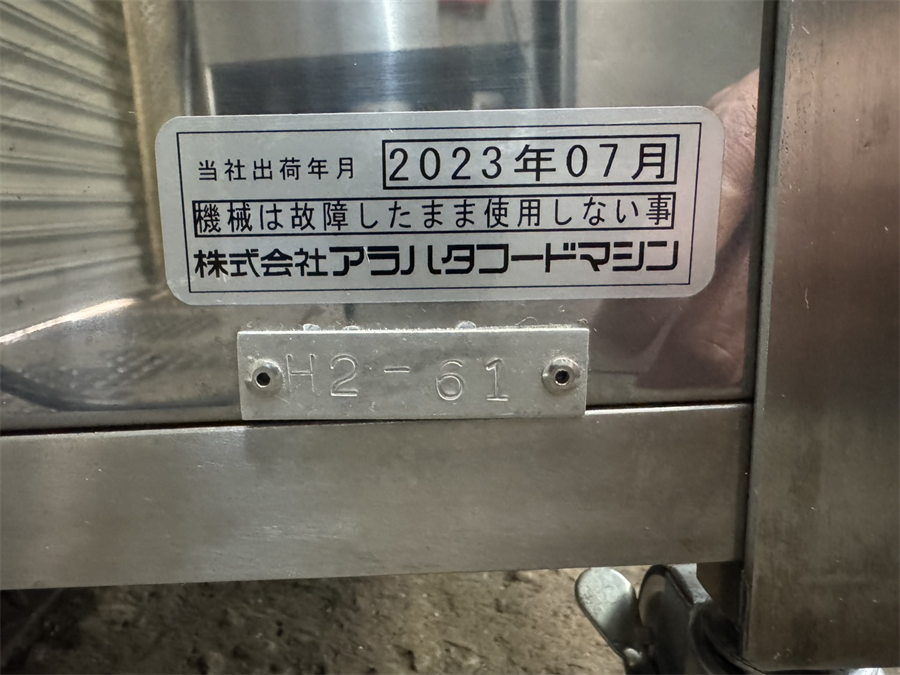 当社出荷年月 2023年07月
機械は故障したまま使用しない事
株式会社アラハタフードマシン
H2-61